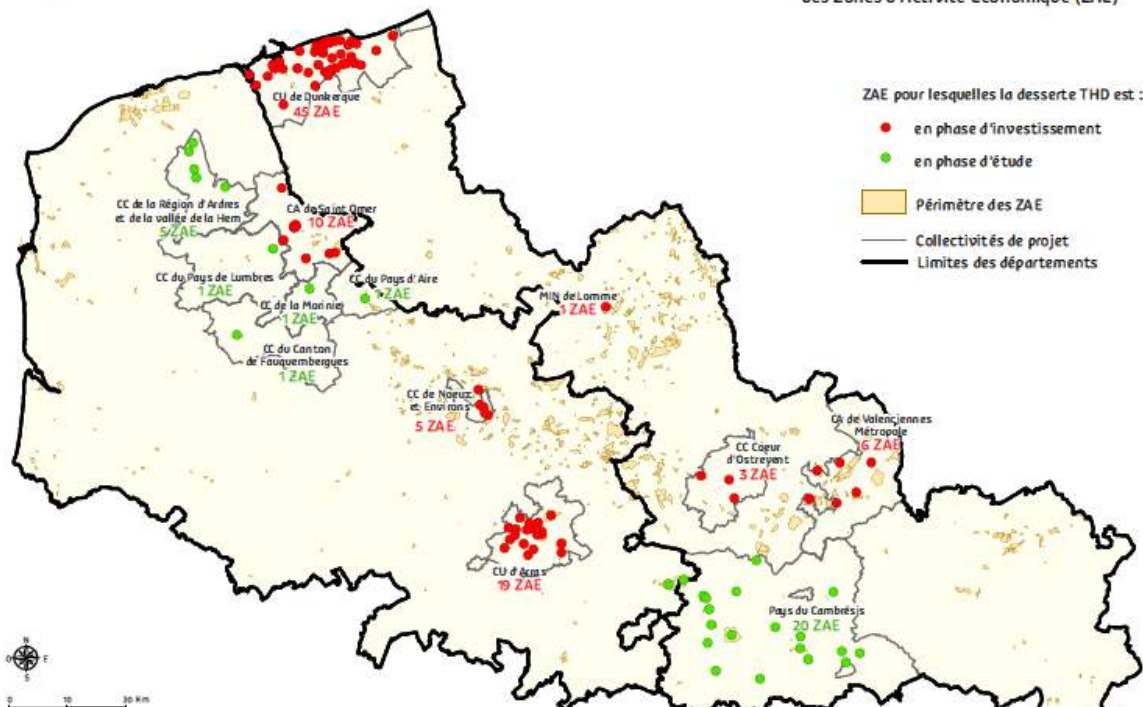 des Zones d'Activité Economique (ZAE)
ZAE pour lesquelles la desserte THD est :
en phase d'investissement
en phase d'étude
Périmètre des ZAE
Collectivités de projet
Limites des départements
CU de Dunkerque
45 ZAE
CC de la Région d'Ardres
et de la vallée de la Hem
5 ZAE
CA de Saint Omer
10 ZAE
CC du Pays de Lumbres
1 ZAE
CC du Pays d'Aire
1 ZAE
CC de la Morinie
1 ZAE
CC du Canton
de Fauquembergues
1 ZAE
MIN de Lomme
1 ZAE
CC de Noeux
et Environs
5 ZAE
CA de Valenciennes
Métropole
6 ZAE
CC Coeur
d'Ostrevent
3 ZAE
CU d'Arras
19 ZAE
Pays du Cambrésis
20 ZAE
N
O
E
S
0 10 20 Km